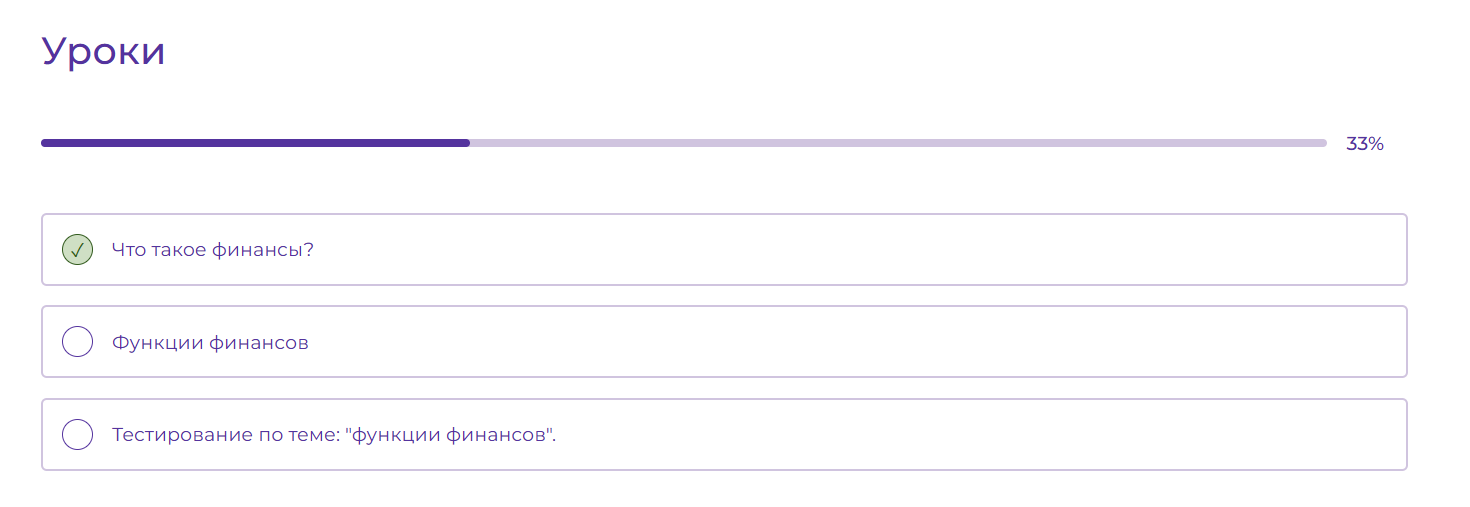 Уроки
33%
Что такое финансы?
Функции финансов
Тестирование по теме: "функции финансов".